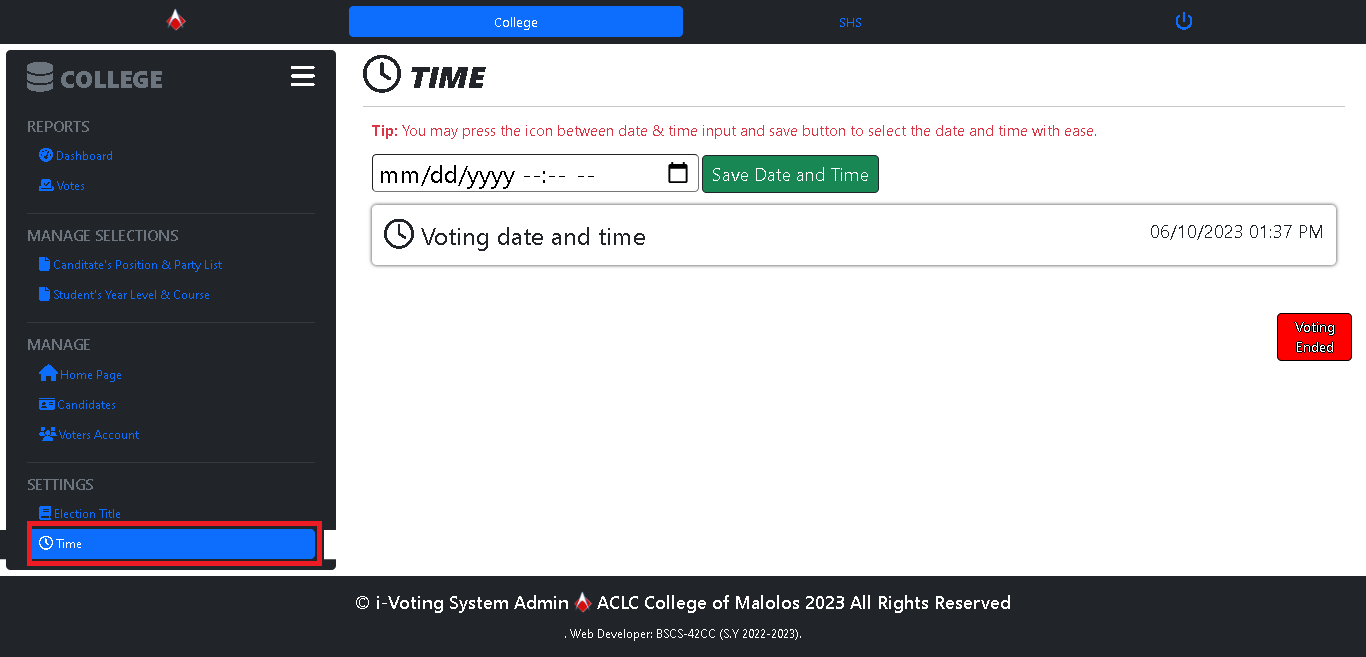 College
SHS
COLLEGE
REPORTS
Dashboard
Votes
MANAGE SELECTIONS
Canditate's Position & Party List
Student's Year Level & Course
MANAGE
Home Page
Candidates
Voters Account
SETTINGS
Election Title
Time
TIME
Tip: You may press the icon between date & time input and save button to select the date and time with ease.
mm/dd/yyyy --:-- --
Save Date and Time
Voting date and time
06/10/2023 01:37 PM
Voting
Ended
© i-Voting System Admin ACLC College of Malolos 2023 All Rights Reserved
. Web Developer: BSCS-42CC (S.Y 2022-2023).